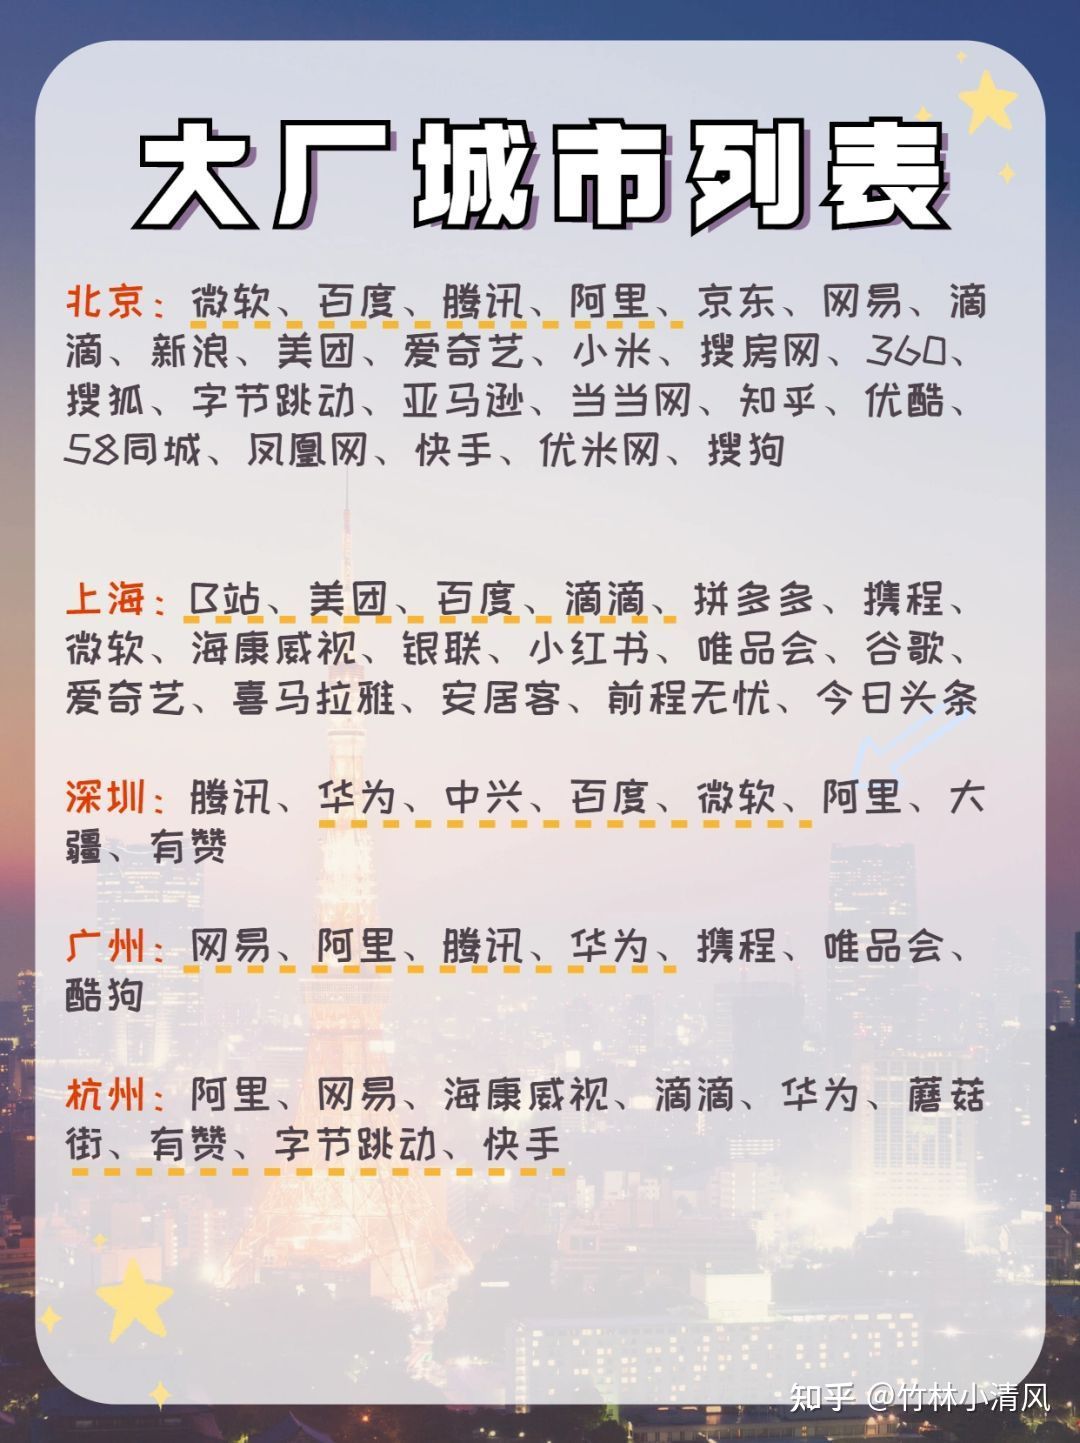 大厂城市列表
北京：微软、百度、腾讯、阿里、京东、网易、滴
滴、新浪、美团、爱奇艺、小米、搜房网、360、
搜狐、字节跳动、亚马逊、当当网、知乎、优酷、
58同城、凤凰网、快手、优米网、搜狗
上海：B站、美团、百度、滴滴、拼多多、携程、
微软、海康威视、银联、小红书、唯品会、谷歌、
爱奇艺、喜马拉雅、安居客、前程无忧、今日头条
深圳：腾讯、华为、中兴、百度、微软、阿里、大
疆、有赞
广州：网易、阿里、腾讯、华为、携程、唯品会、
酷狗
杭州：阿里、网易、海康威视、滴滴、华为、蘑菇
街、有赞、字节跳动、快手
知乎 @竹林小清风